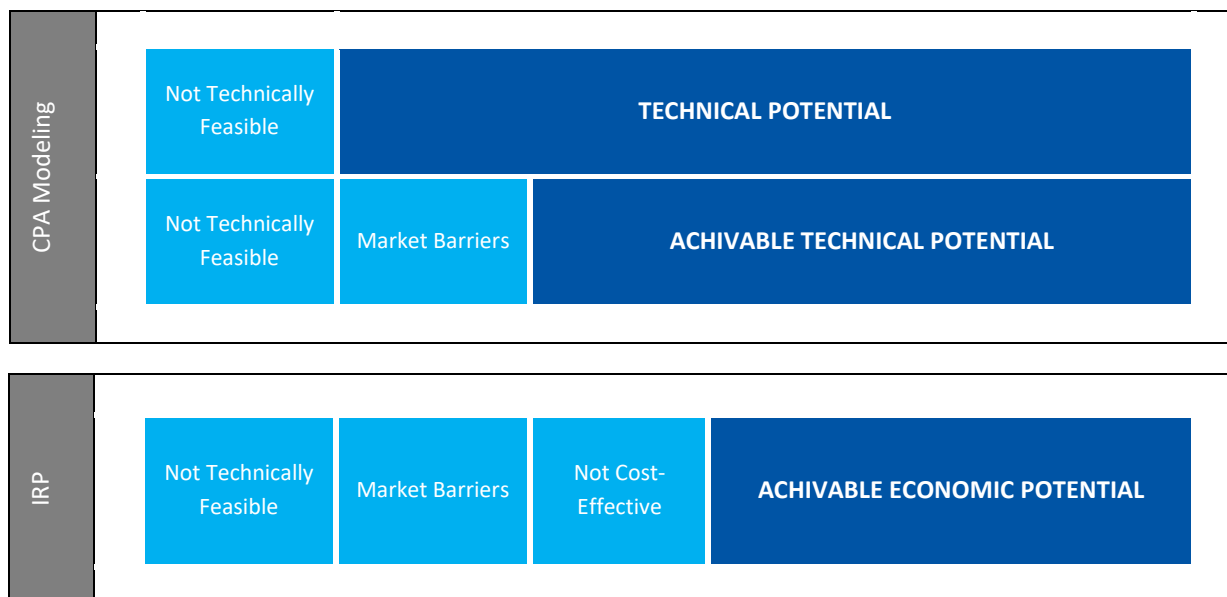 CPA Modeling
Not Technically
Feasible
TECHNICAL POTENTIAL
Not Technically
Feasible
Market Barriers
ACHIVABLE TECHNICAL POTENTIAL
IRP
Not Technically
Feasible
Market Barriers
Not Cost-
Effective
ACHIVABLE ECONOMIC POTENTIAL